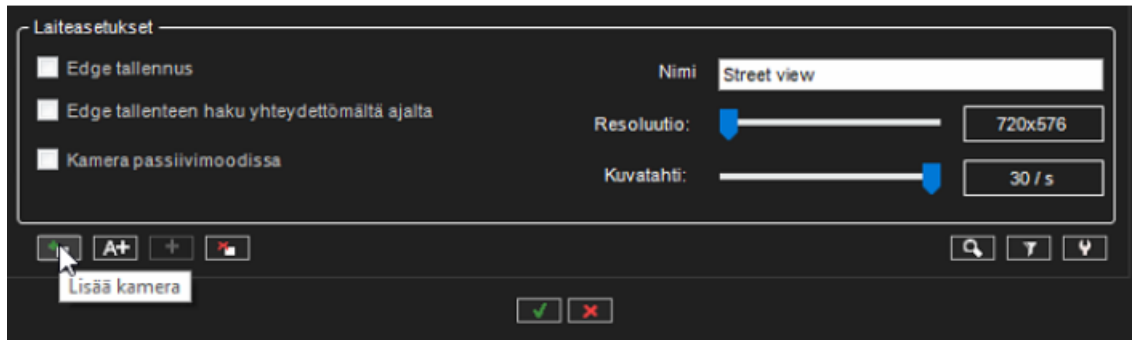 Laiteasetukset
Edge tallennus
Nimi
Street view
Edge tallenteen haku yhteydettömältä ajalta
Resoluutio:
720x576
Kamera passiivimoodissa
Kuvatahti:
30 / s
A+
Lisää kamera